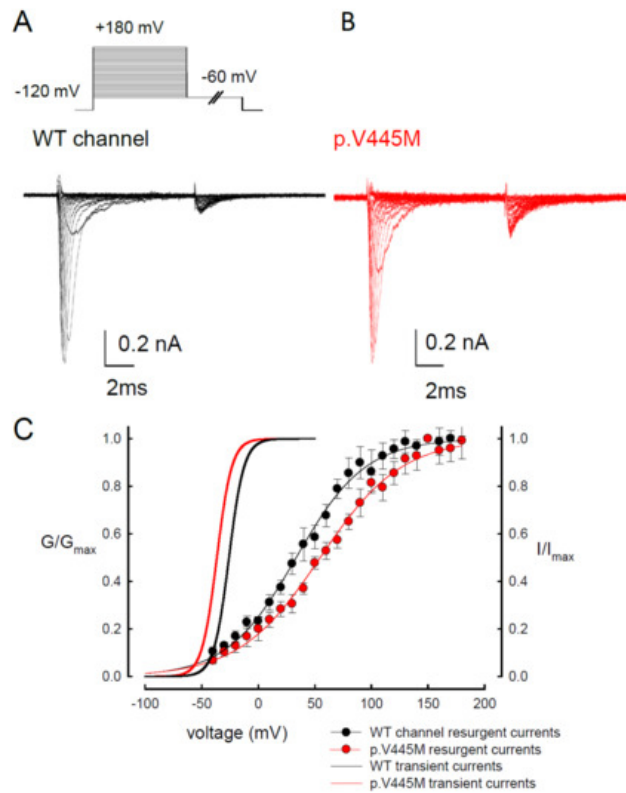 A
B
+180 mV
-60 mV
-120 mV
WT channel
p.V445M
0.2 nA
2ms
0.2 nA
2ms
C
1.0
0.8
0.6
0.4
0.2
0.0
G/Gmax
1.0
0.8
0.6
0.4
0.2
0.0
I/Imax
-100 -50 0 50 100 150 200
voltage (mV)
WT channel resurgent currents
p.V445M resurgent currents
WT transient currents
p.V445M transient currents